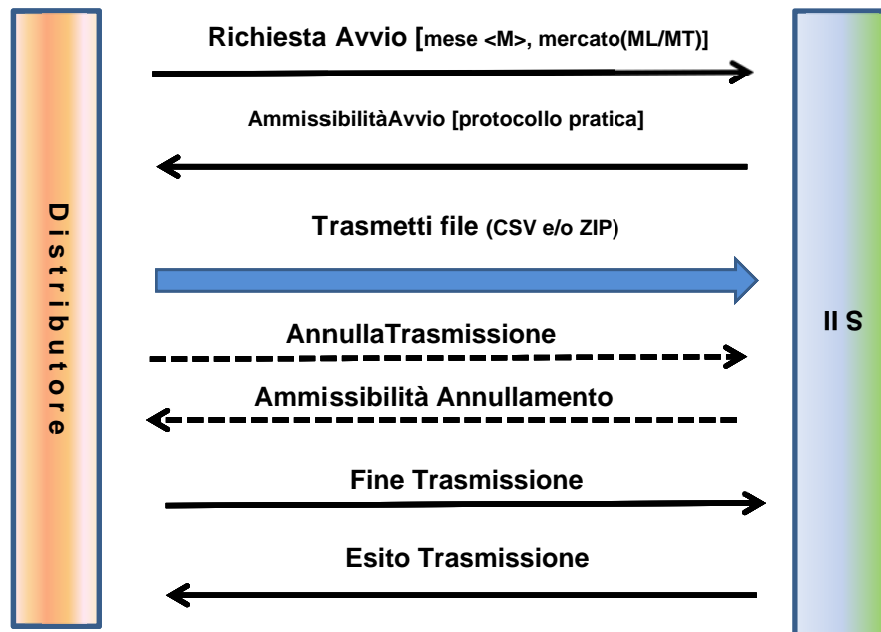 Richiesta Avvio [mese <M>, mercato(ML/MT)]
AmmissibilitàAvvio [protocollo pratica]
Distributore
Trasmetti file (CSV e/o ZIP)
II S
AnnullaTrasmissione
Ammissibilità Annullamento
Fine Trasmissione
Esito Trasmissione